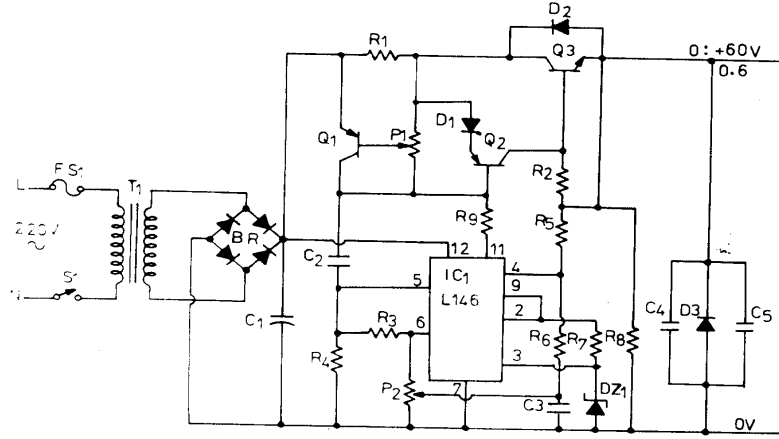 D2
R1
Q3
0:+60V
0.6
D1
Q2
Q1
P1
R2
FS1
T1
L
R9
R5
220V
~
BR
12
11
C2
IC1
L146
5
4
9
2
C4
D3
C5
S1
N
C1
R3
6
R6
R7
R8
R4
3
P2
7
C3
DZ1
0V